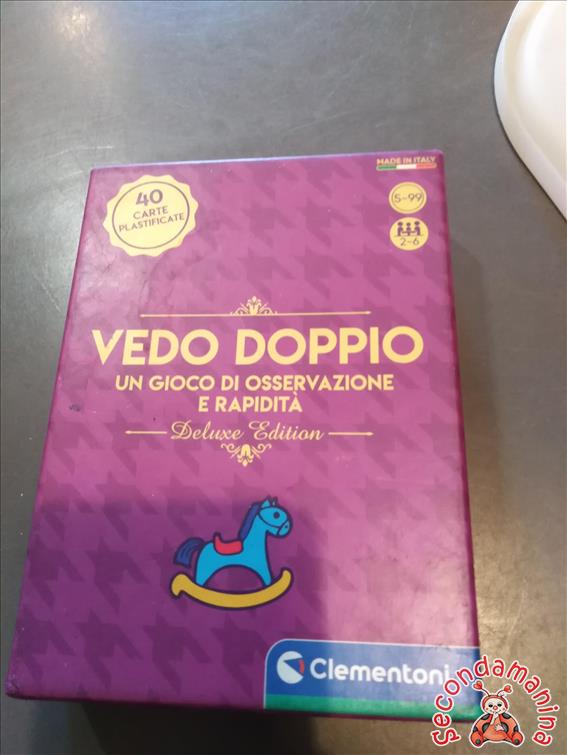 MADE IN ITALY
40
CARTE
PLASTIFICATE
5-99
2-6
VEDO DOPPIO
UN GIOCO DI OSSERVAZIONE
E RAPIDITÀ
Deluxe Edition
Clementoni
secondamanina